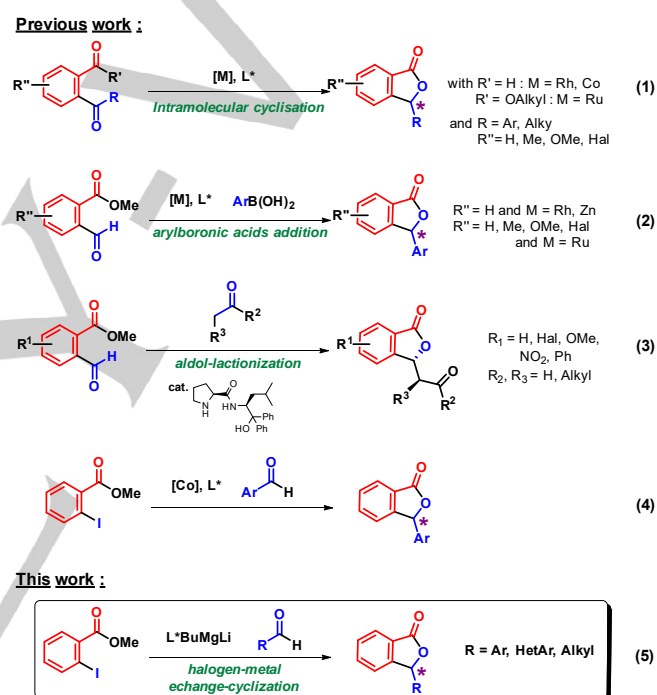 Previous work :
O
R'
R''
R
O
[M], L*
Intramolecular cyclisation
O
R''
O
*
R
with R' = H : M = Rh, Co
R' = OAlkyl : M = Ru
and R = Ar, Alky
R''= H, Me, OMe, Hal
(1)
O
OMe
R''
H
O
[M], L* ArB(OH)2
arylboronic acids addition
O
R''
O
*
Ar
R'' = H and M = Rh, Zn
R'' = H, Me, OMe, Hal
and M = Ru
(2)
O
OMe
R1
H
O
O
R2
R3
aldol-lactionization
cat.
O
N
H
HN
Ph
HO Ph
O
R1
O
O
R3
R2
R1 = H, Hal, OMe,
NO2, Ph
R2, R3 = H, Alkyl
(3)
O
OMe
I
[Co], L*
O
Ar H
O
O
*
Ar
(4)
This work :
O
OMe
I
L*BuMgLi
O
R H
halogen-metal
echange-cyclization
O
O
*
R
R = Ar, HetAr, Alkyl
(5)